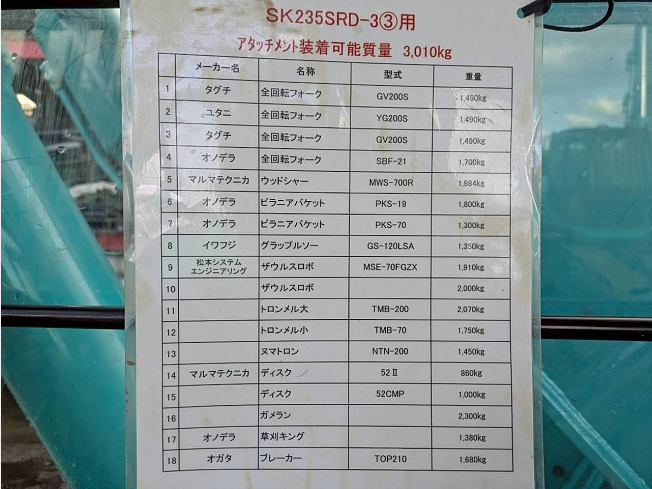 SK235SRD-3③用
アタッチメント装着可能質量 3,010kg
メーカー名 名称 型式 重量
1 タグチ 全回転フォーク GV200S 1,490kg
2 ユタニ 全回転フォーク YG200S 1,490kg
3 タグチ 全回転フォーク GV200S 1,490kg
4 オノデラ 全回転フォーク SBF-21 1,700kg
5 マルマテクニカ ウッドシャー MWS-700R 1,984kg
6 オノデラ ピラニアバケット PKS-19 1,800kg
7 オノデラ ピラニアバケット PKS-70 1,300kg
8 イワフジ グラップルソー GS-120LSA 1,350kg
9 松本システム
エンジニアリング ザウルスロボ MSE-70FGZX 1,910kg
10 ザウルスロボ 2,000kg
11 トロンメル大 TMB-200 2,070kg
12 トロンメル小 TMB-70 1,750kg
13 ヌマトロン NTN-200 1,450kg
14 マルマテクニカ ディスク 52Ⅱ 860kg
15 ディスク 52CMP 1,000kg
16 ガメラン 2,300kg
17 オノデラ 草刈キング 1,380kg
18 オガタ ブレーカー TOP210 1,680kg